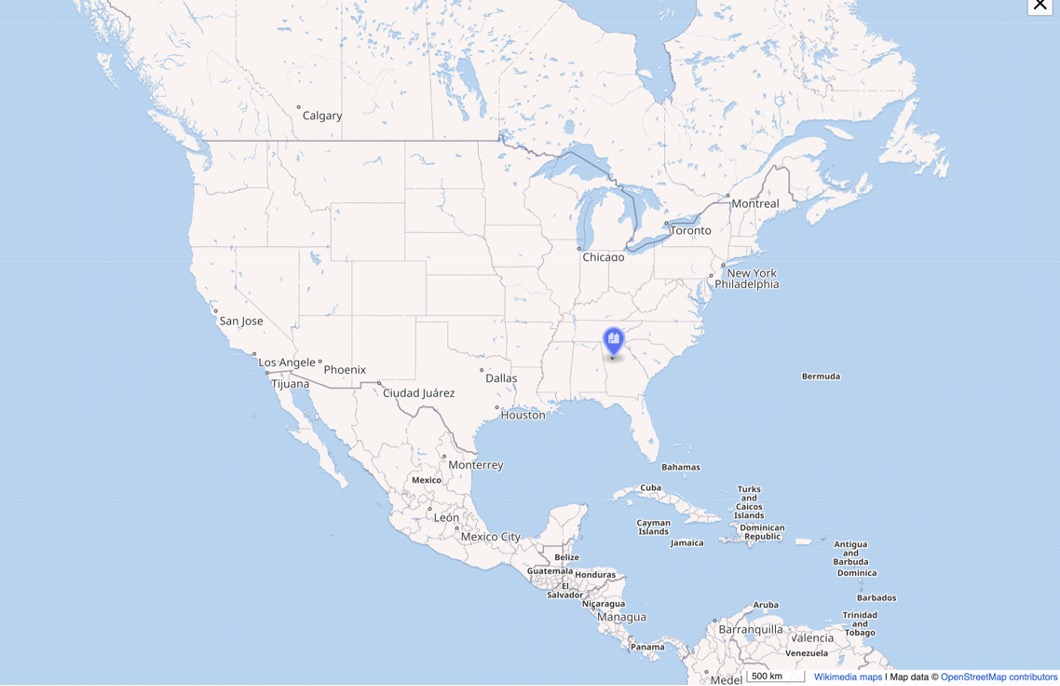 Calgary
Montreal
Toronto
Chicago
New York
Philadelphia
San Jose
Los Angele
Phoenix
Tijuana
Ciudad Juárez
Dallas
Houston
Bermuda
Monterrey
Mexico
León
Mexico City
Bahamas
Cuba
Turks
and
Caicos
Islands
Cayman
Islands
Dominican
Republic
Jamaica
Belize
Guatemala
Honduras
El
Salvador
Nicaragua
Managua
Panama
Antigua
and
Barbuda
Dominica
Barbados
Aruba
Trinidad
and
Tobago
Barranquilla
Valencia
Venezuela
Medel
500 km
Wikimedia maps | Map data © OpenStreetMap contributors